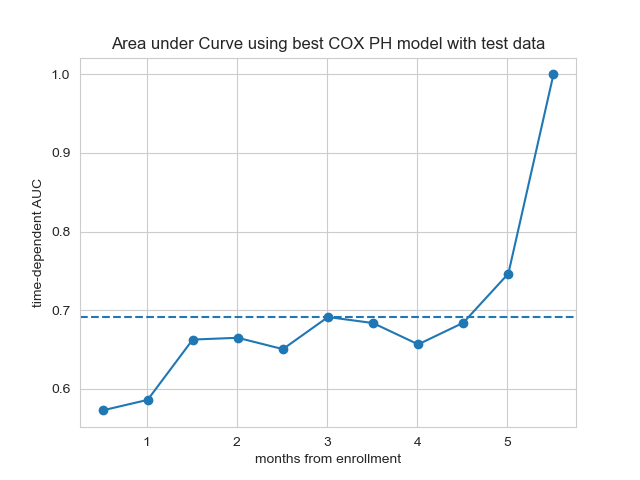 Area under Curve using best COX PH model with test data
1.0
0.9
0.8
0.7
0.6
time-dependent AUC
1 2 3 4 5
months from enrollment